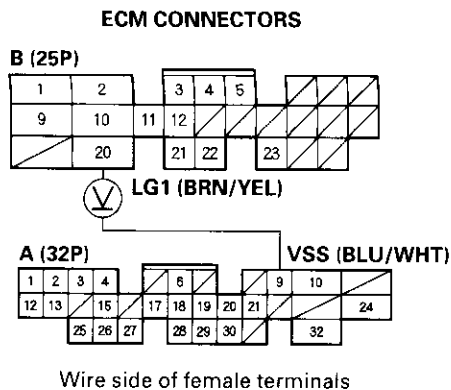 ECM CONNECTORS
B (25P)
1 2 3 4 5
9 10 11 12
20 21 22 23
V
LG1 (BRN/YEL)
A (32P)
VSS (BLU/WHT)
1 2 3 4 6 9 10
12 13 15 17 18 19 20 21 24
25 26 27 28 29 30 32
Wire side of female terminals